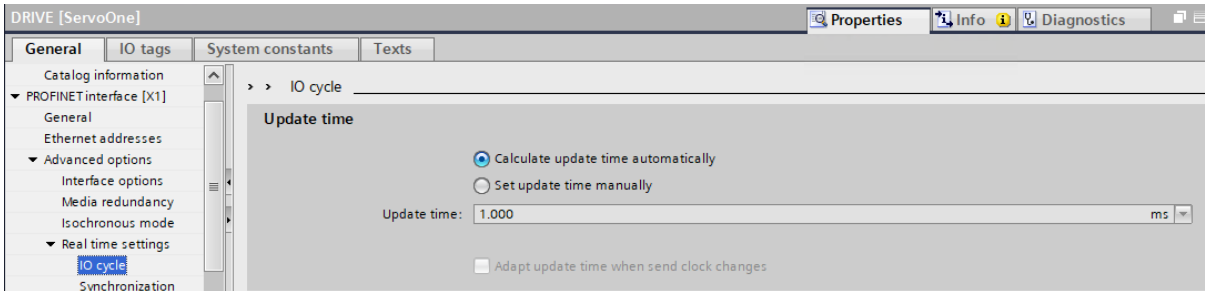 DRIVE [ServoOne]
Properties Info Diagnostics
General IO tags System constants Texts
Catalog information
PROFINET interface [X1]
General
Ethernet addresses
Advanced options
Interface options
Media redundancy
Isochronous mode
Real time settings
IO cycle
Synchronization
> > IO cycle
Update time
Calculate update time automatically
Set update time manually
Update time: 1.000 ms
Adapt update time when send clock changes